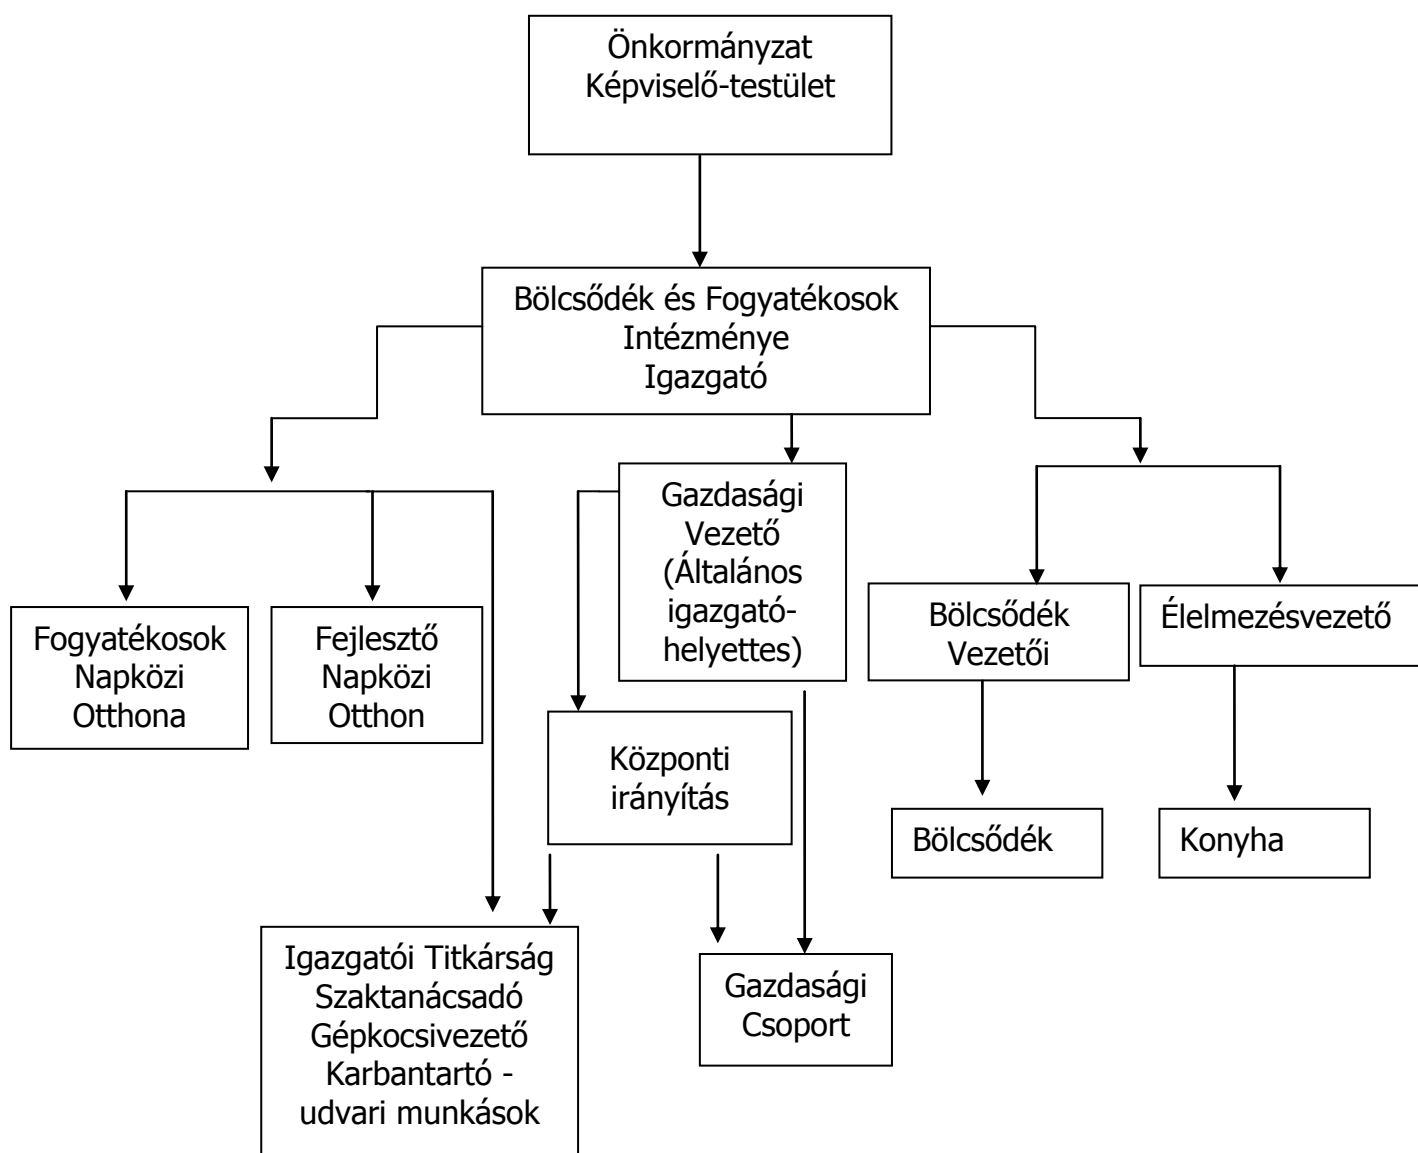 Önkormányzat
Képviselő-testület
Bölcsődék és Fogyatékosok
Intézménye
Igazgató
Gazdasági
Vezető
(Általános
igazgató-
helyettes)
Fogyatékosok
Napközi
Otthona
Fejlesztő
Napközi
Otthon
Bölcsődék
Vezetői
Élelmezésvezető
Központi
irányítás
Bölcsődék
Konyha
Igazgatói Titkárság
Szaktanácsadó
Gépkocsivezető
Karbantartó -
udvari munkások
Gazdasági
Csoport